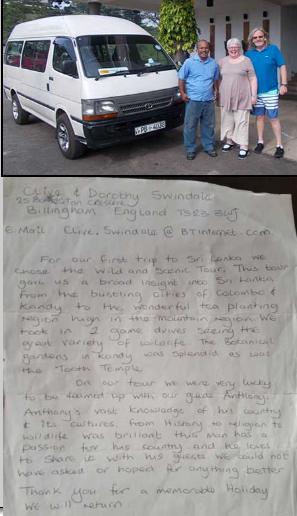 PB
Clive & Dorothy Swindale
Billingham, England TS23
E. Mail Clive.Swindale @ BTinternet.com
For our first trip to Sri Lanka we
chose the Wild and Scenic Tour. This tour
gave us a broad insight into Sri Lanka
from the bustling Cities of Colombo &
Kandy to the wonderful tea planting
region high in the mountain region. We
took in 2 game drives seeing the
great variety of wildlife. The Botanical
gardens in Kandy was splendid as was
the Tooth Temple.
On our tour we were very lucky
to be teamed up with our guide Anthony.
Anthony's vast knowledge of his country
& its cultures, from History to religion to
wildlife was brilliant this man has a
passion for his country and he loves
to share it with his guests we could not
have asked or hoped for anything better
Thank you for a memorable Holiday
We will return